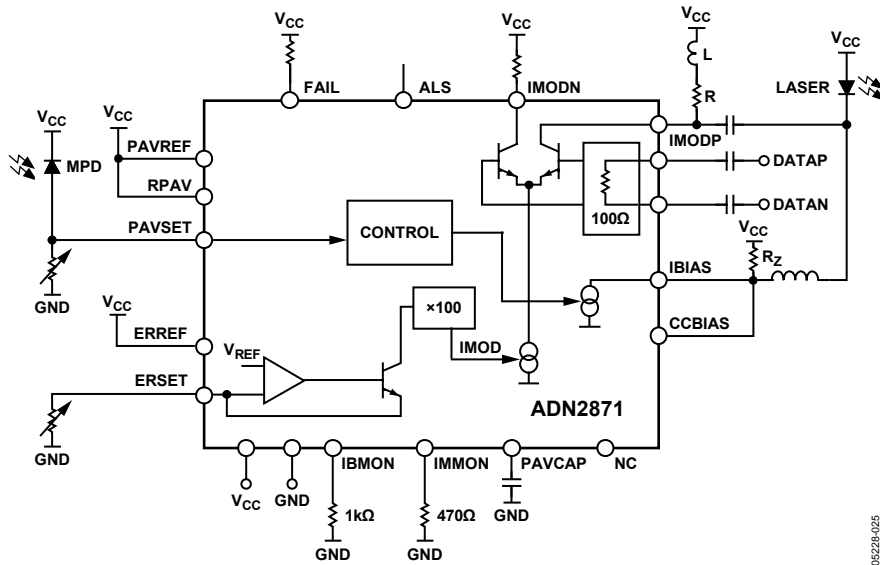 VCC
VCC
VCC
VCC
L
R
LASER
FAIL
ALS
IMODN
IMODP
VCC
VCC
MPD
PAVREF
RPAV
PAVSET
GND
100Ω
DATAP
DATAN
CONTROL
VCC
RZ
IBIAS
CCBIAS
VCC
ERREF
×100
IMOD
VREF
ERSET
GND
ADN2871
VCC
GND
IBMON
IMMON
PAVCAP
NC
1kΩ
470Ω
GND
GND
GND
05228-025